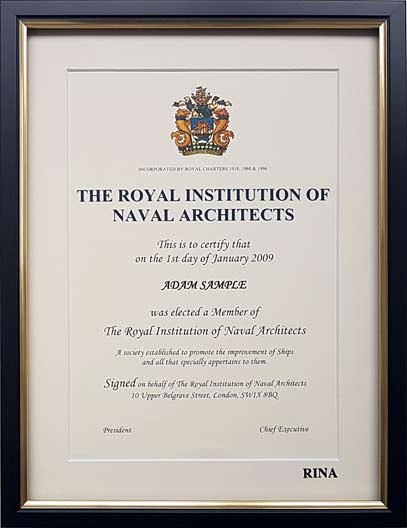 INCORPORATED BY ROYAL CHARTERS 1910, 1960 & 1996
THE ROYAL INSTITUTION OF
NAVAL ARCHITECTS
This is to certify that
on the 1st day of January 2009
ADAM SAMPLE
was elected a Member of
The Royal Institution of Naval Architects
A society established to promote the improvement of Ships
and all that specially appertains to them.
Signed on behalf of The Royal Institution of Naval Architects
10 Upper Belgrave Street, London, SW1X 8BQ
President Chief Executive
RINA